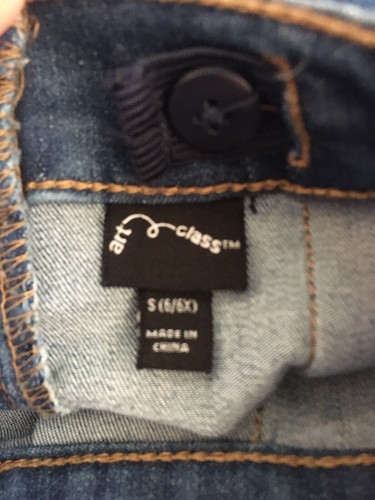 art class™
S (6/6X)
MADE IN
CHINA